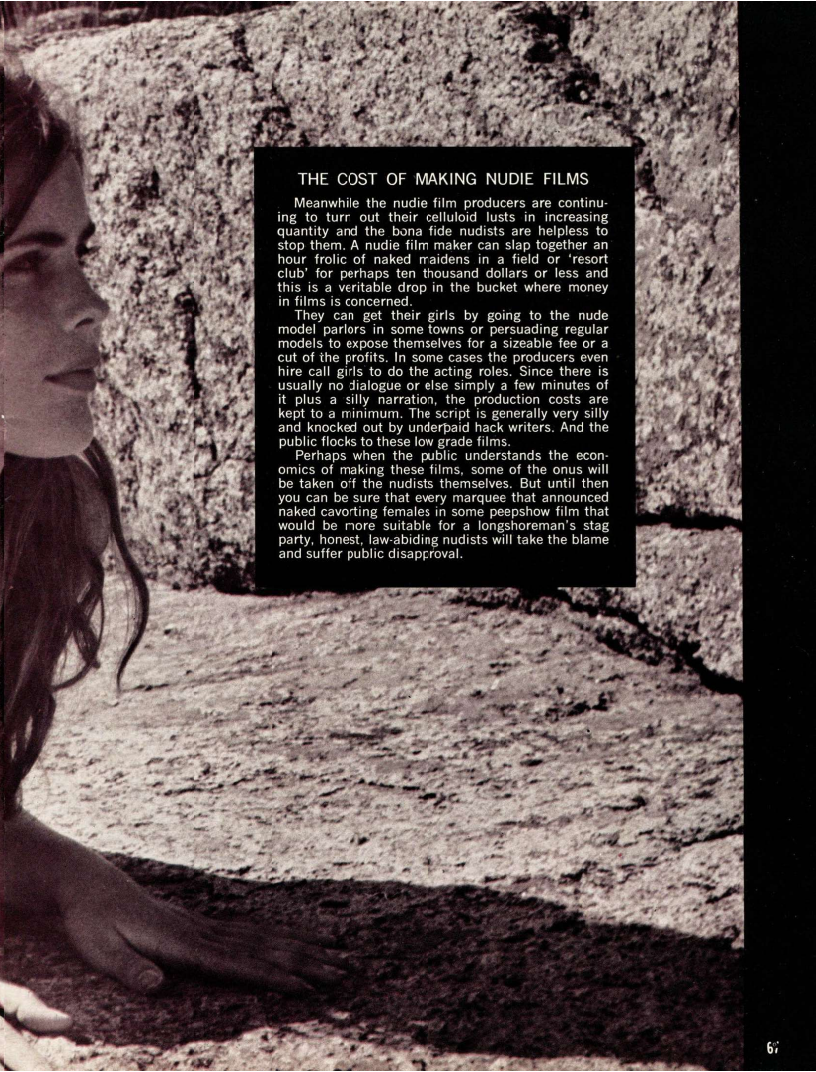 THE COST OF MAKING NUDIE FILMS
Meanwhile the nudie film producers are continu-
ing to turn out their celluloid lusts in increasing
quantity and the bona fide nudists are helpless to
stop them. A nudie film maker can slap together an
hour frolic of naked maidens in a field or 'resort
club' for perhaps ten thousand dollars or less and
this is a veritable drop in the bucket where money
in films is concerned.
They can get their girls by going to the nude
model parlors in some towns or persuading regular
models to expose themselves for a sizeable fee or a
cut of the profits. In some cases the producers even
hire call girls to do the acting roles. Since there is
usually no dialogue or else simply a few minutes of
it plus a silly narration, the production costs are
kept to a minimum. The script is generally very silly
and knocked out by underpaid hack writers. And the
public flocks to these low grade films.
Perhaps when the public understands the econ-
omics of making these films, some of the onus will
be taken off the nudists themselves. But until then
you can be sure that every marquee that announced
naked cavorting females in some peepshow film that
would be more suitable for a longshoreman's stag
party, honest, law-abiding nudists will take the blame
and suffer public disapproval.